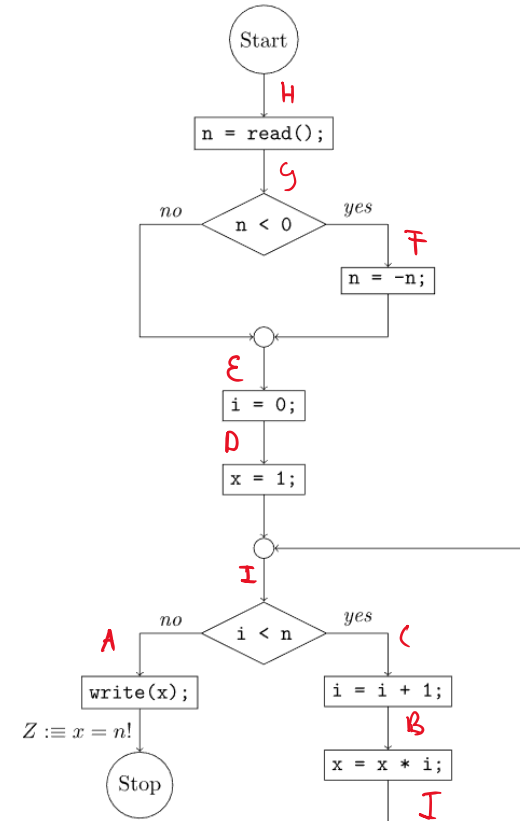 Start
H
n = read();
G
no
n < 0
yes
F
n = -n;
E
i = 0;
D
x = 1;
I
A
no
i < n
yes
C
write(x);
i = i + 1;
B
Z :≡ x = n!
x = x * i;
Stop
I